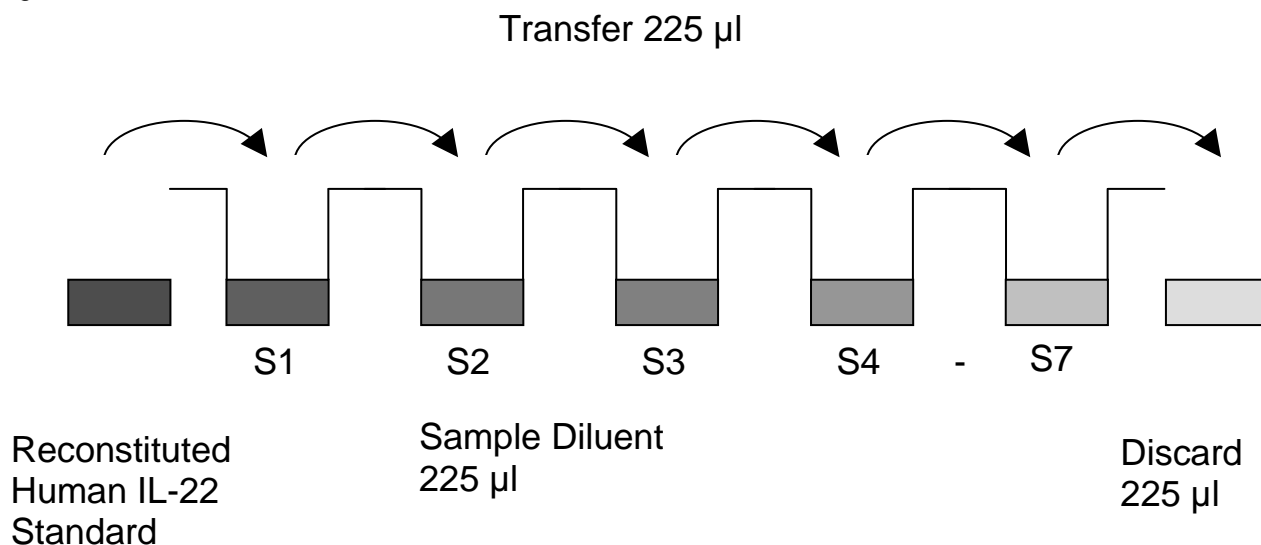 Transfer 225 µl
S1 S2 S3 S4 - S7
Reconstituted
Human IL-22
Standard
Sample Diluent
225 µl
Discard
225 µl